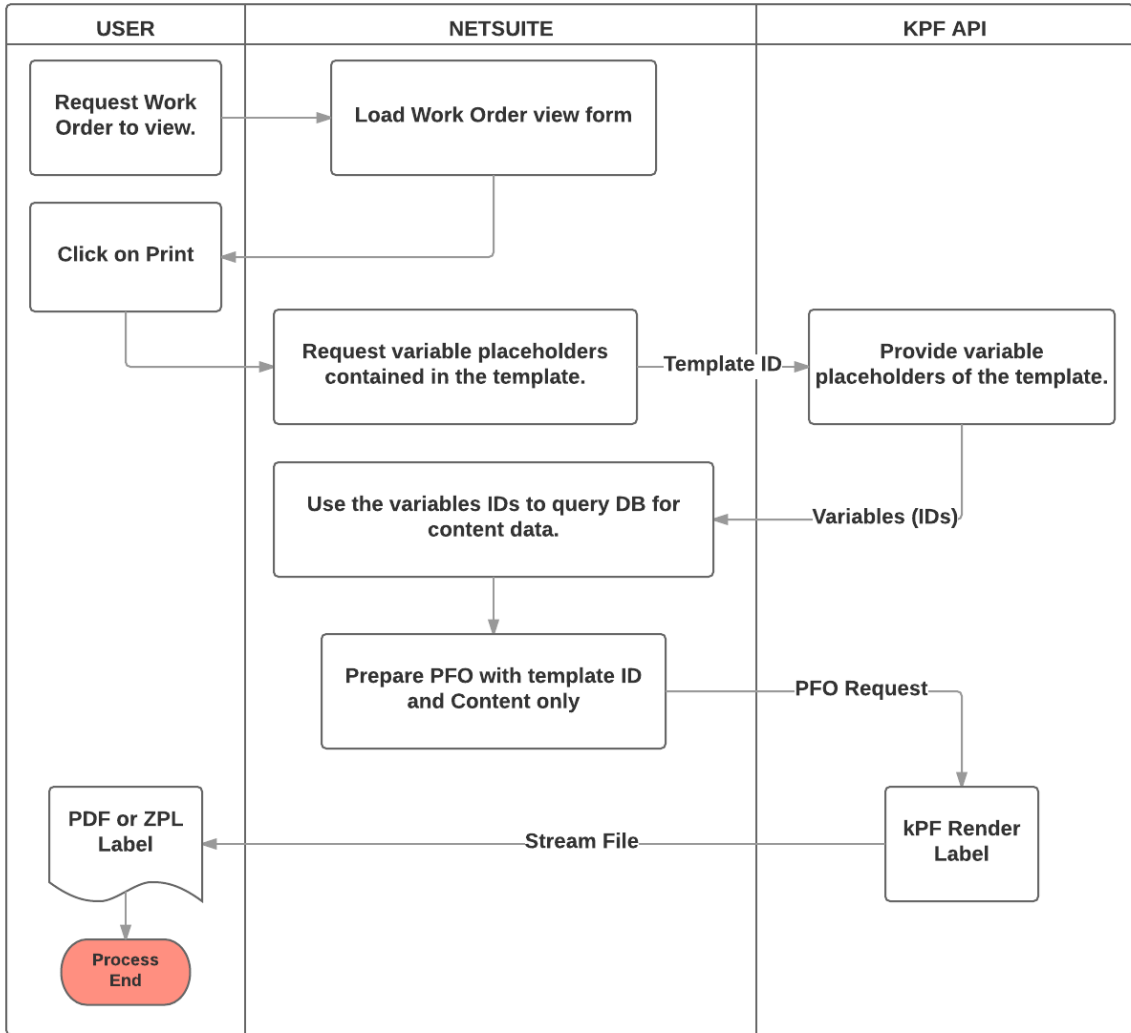 USER
NETSUITE
KPF API
Request Work
Order to view.
Load Work Order view form
Click on Print
Request variable placeholders
contained in the template.
Template ID
Provide variable
placeholders of the template.
Use the variables IDs to query DB for
content data.
Variables (IDs)
Prepare PFO with template ID
and Content only
PFO Request
PDF or ZPL
Label
Stream File
kPF Render
Label
Process
End